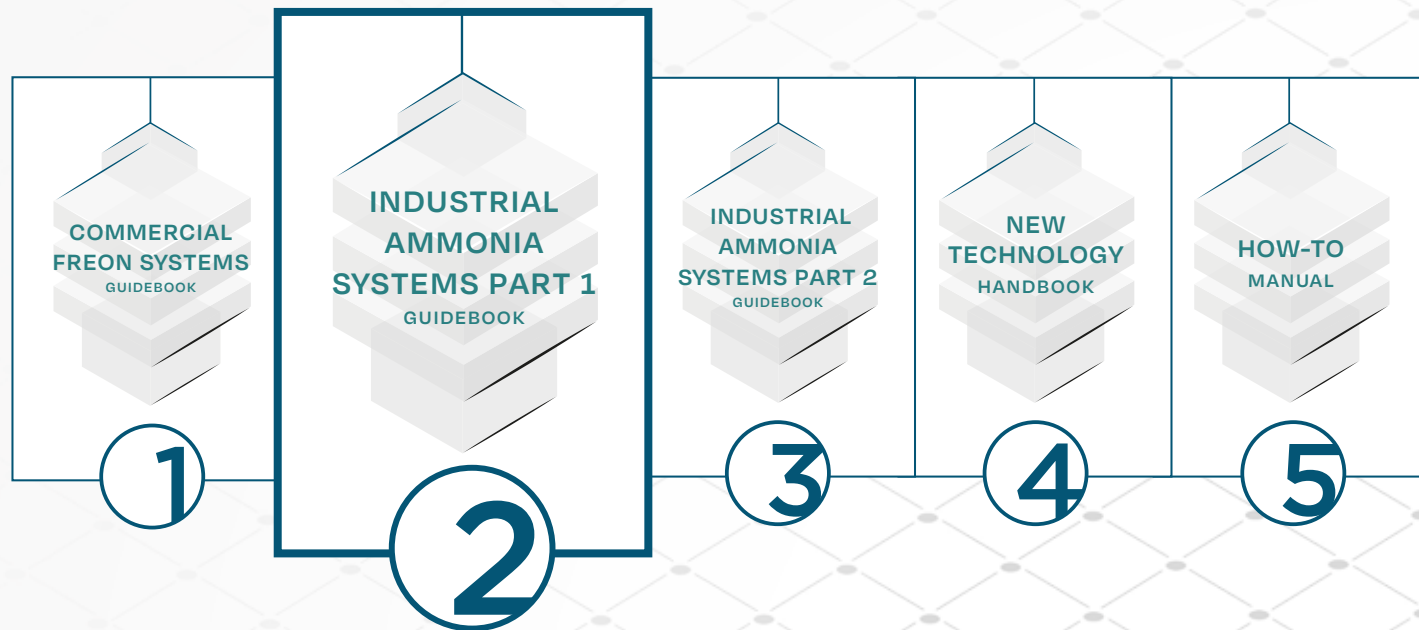 COMMERCIAL
FREON SYSTEMS
GUIDEBOOK
1
INDUSTRIAL
AMMONIA
SYSTEMS PART 1
GUIDEBOOK
2
INDUSTRIAL
AMMONIA
SYSTEMS PART 2
GUIDEBOOK
3
NEW
TECHNOLOGY
HANDBOOK
4
HOW-TO
MANUAL
5